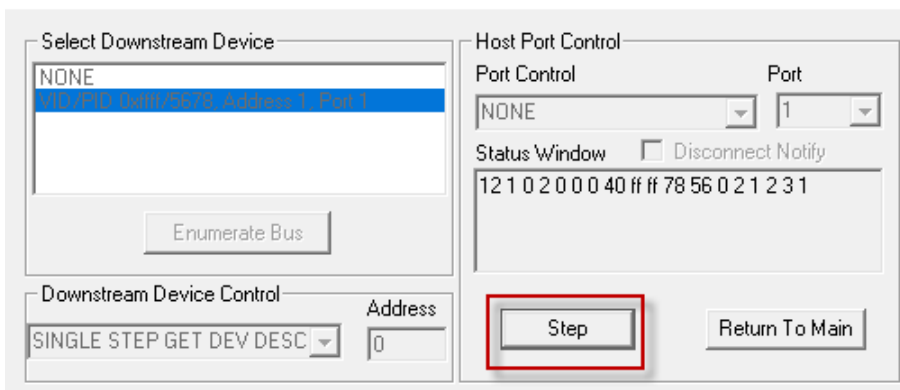 Select Downstream Device
NONE
VID/PID 0xffff/5678, Address 1, Port 1
Enumerate Bus
Downstream Device Control
Address
SINGLE STEP GET DEV DESC
0
Host Port Control
Port Control
Port
NONE
1
Status Window
Disconnect Notify
12 1 0 2 0 0 0 40 ff ff 78 56 0 2 1 2 3 1
Step
Return To Main